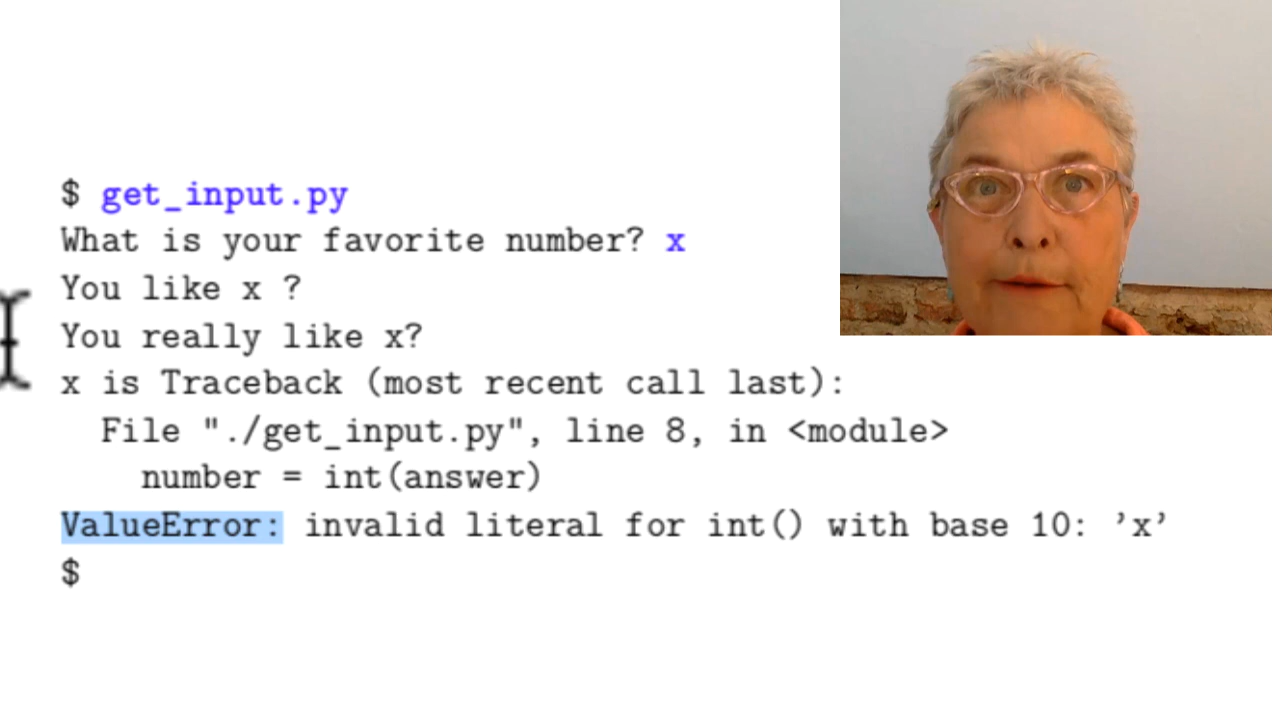 $ get_input.py
What is your favorite number? x
You like x ?
You really like x?
x is Traceback (most recent call last):
  File "./get_input.py", line 8, in <module>
    number = int(answer)
ValueError: invalid literal for int() with base 10: ’x’
$